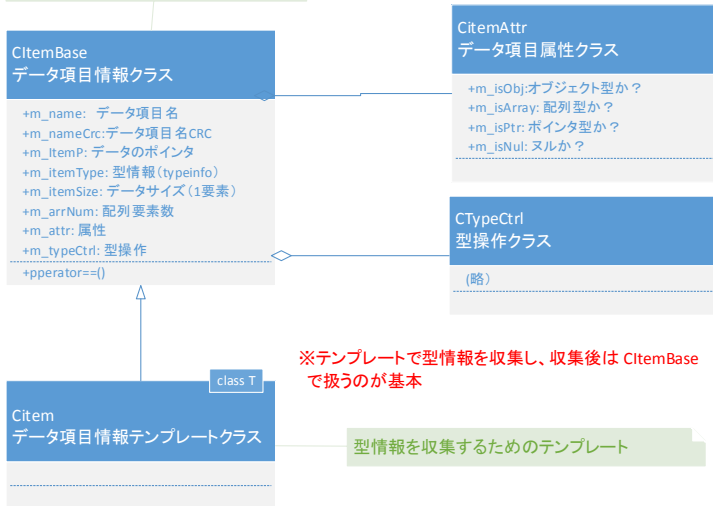 CItemBase
データ項目情報クラス
+m_name: データ項目名
+m_nameCrc:データ項目名CRC
+m_ItemP: データのポインタ
+m_itemType: 型情報(typeinfo)
+m_itemSize: データサイズ(1要素)
+m_arrNum: 配列要素数
+m_attr: 属性
+m_typeCtrl: 型操作
+pperator==()
CitemAttr
データ項目属性クラス
+m_isObj:オブジェクト型か?
+m_isArray: 配列型か?
+m_isPtr: ポインタ型か?
+m_isNul: ヌルか?
CTypeCtrl
型操作クラス
(略)
※テンプレートで型情報を収集し、収集後は CItemBase
で扱うのが基本
class T
Citem
データ項目情報テンプレートクラス
型情報を収集するためのテンプレート